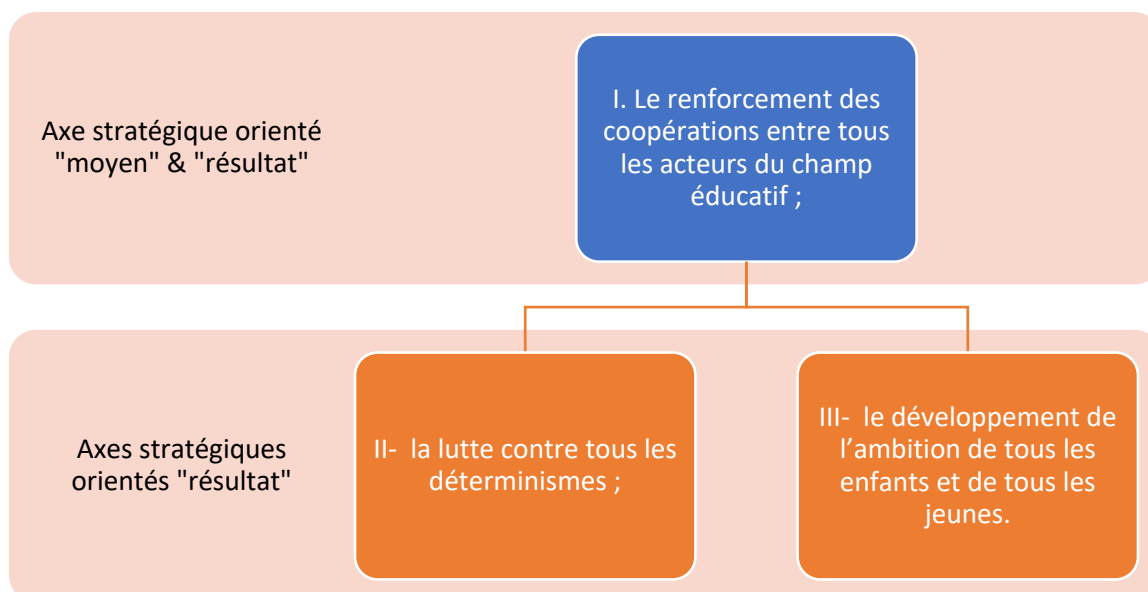 Axe stratégique orienté
"moyen" & "résultat"
I. Le renforcement des
coopérations entre tous
les acteurs du champ
éducatif ;
Axes stratégiques
orientés "résultat"
II-  la lutte contre tous les
déterminismes ;
III-  le développement de
l’ambition de tous les
enfants et de tous les
jeunes.